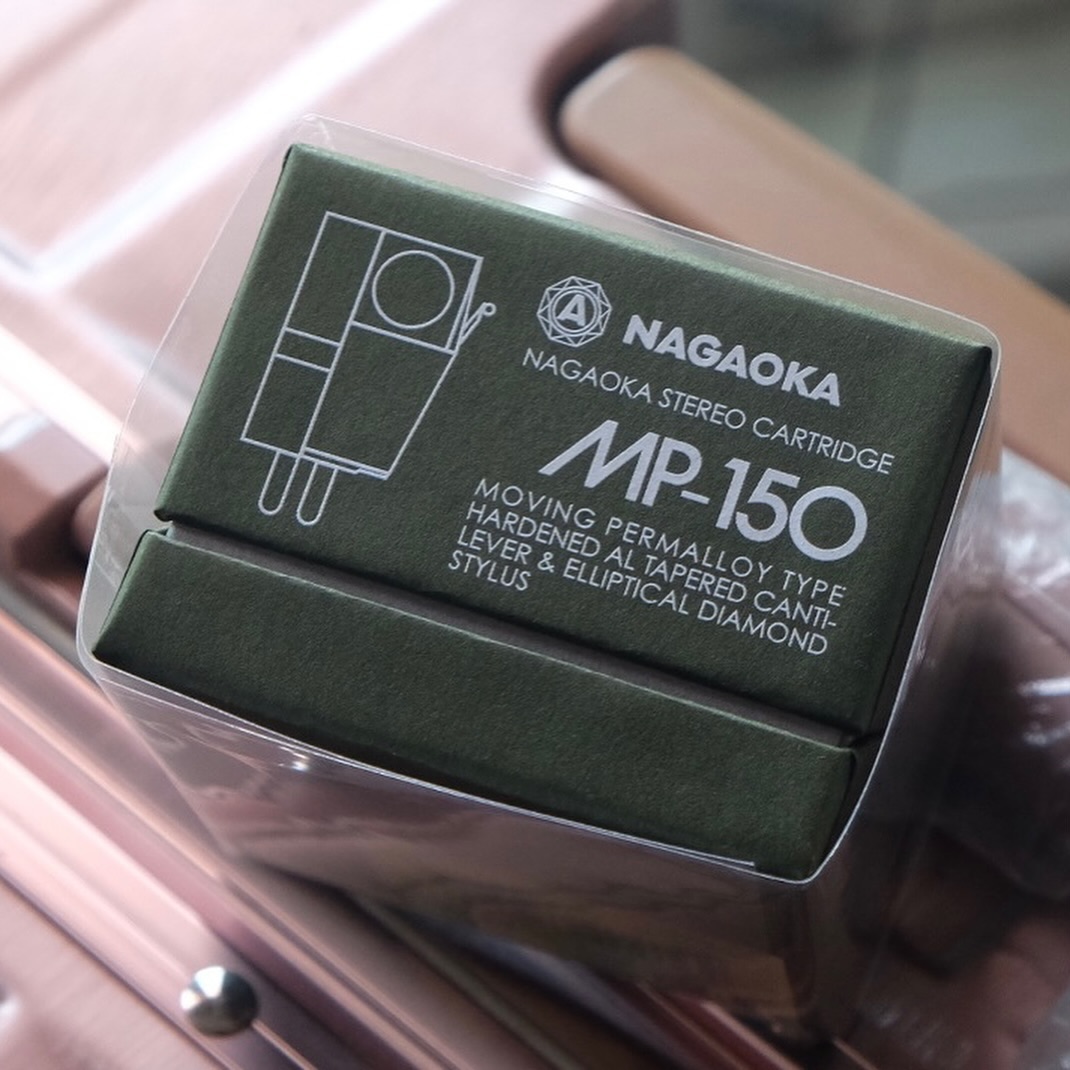 A
NAGAOKA
NAGAOKA STEREO CARTRIDGE
MP-150
MOVING PERMALLOY TYPE
HARDENED AL TAPERED CANTI-
LEVER & ELLIPTICAL DIAMOND
STYLUS